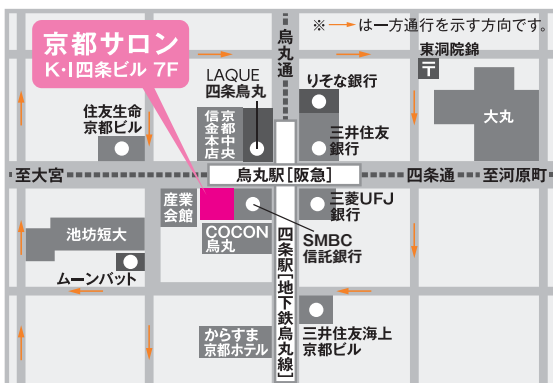 ※→は一方通行を示す方向です。
京都サロン
K・I四条ビル 7F
烏丸通
東洞院錦
〒
LAQUE
四条烏丸
りそな銀行
大丸
住友生命
京都ビル
京都中央
信金本店
三井住友
銀行
至大宮
烏丸駅[阪急]
四条通
至河原町
産業
会館
三菱UFJ
銀行
池坊短大
COCON
烏丸
SMBC
信託銀行
ムーンバット
四条駅[地下鉄烏丸線]
からすま
京都ホテル
三井住友海上
京都ビル